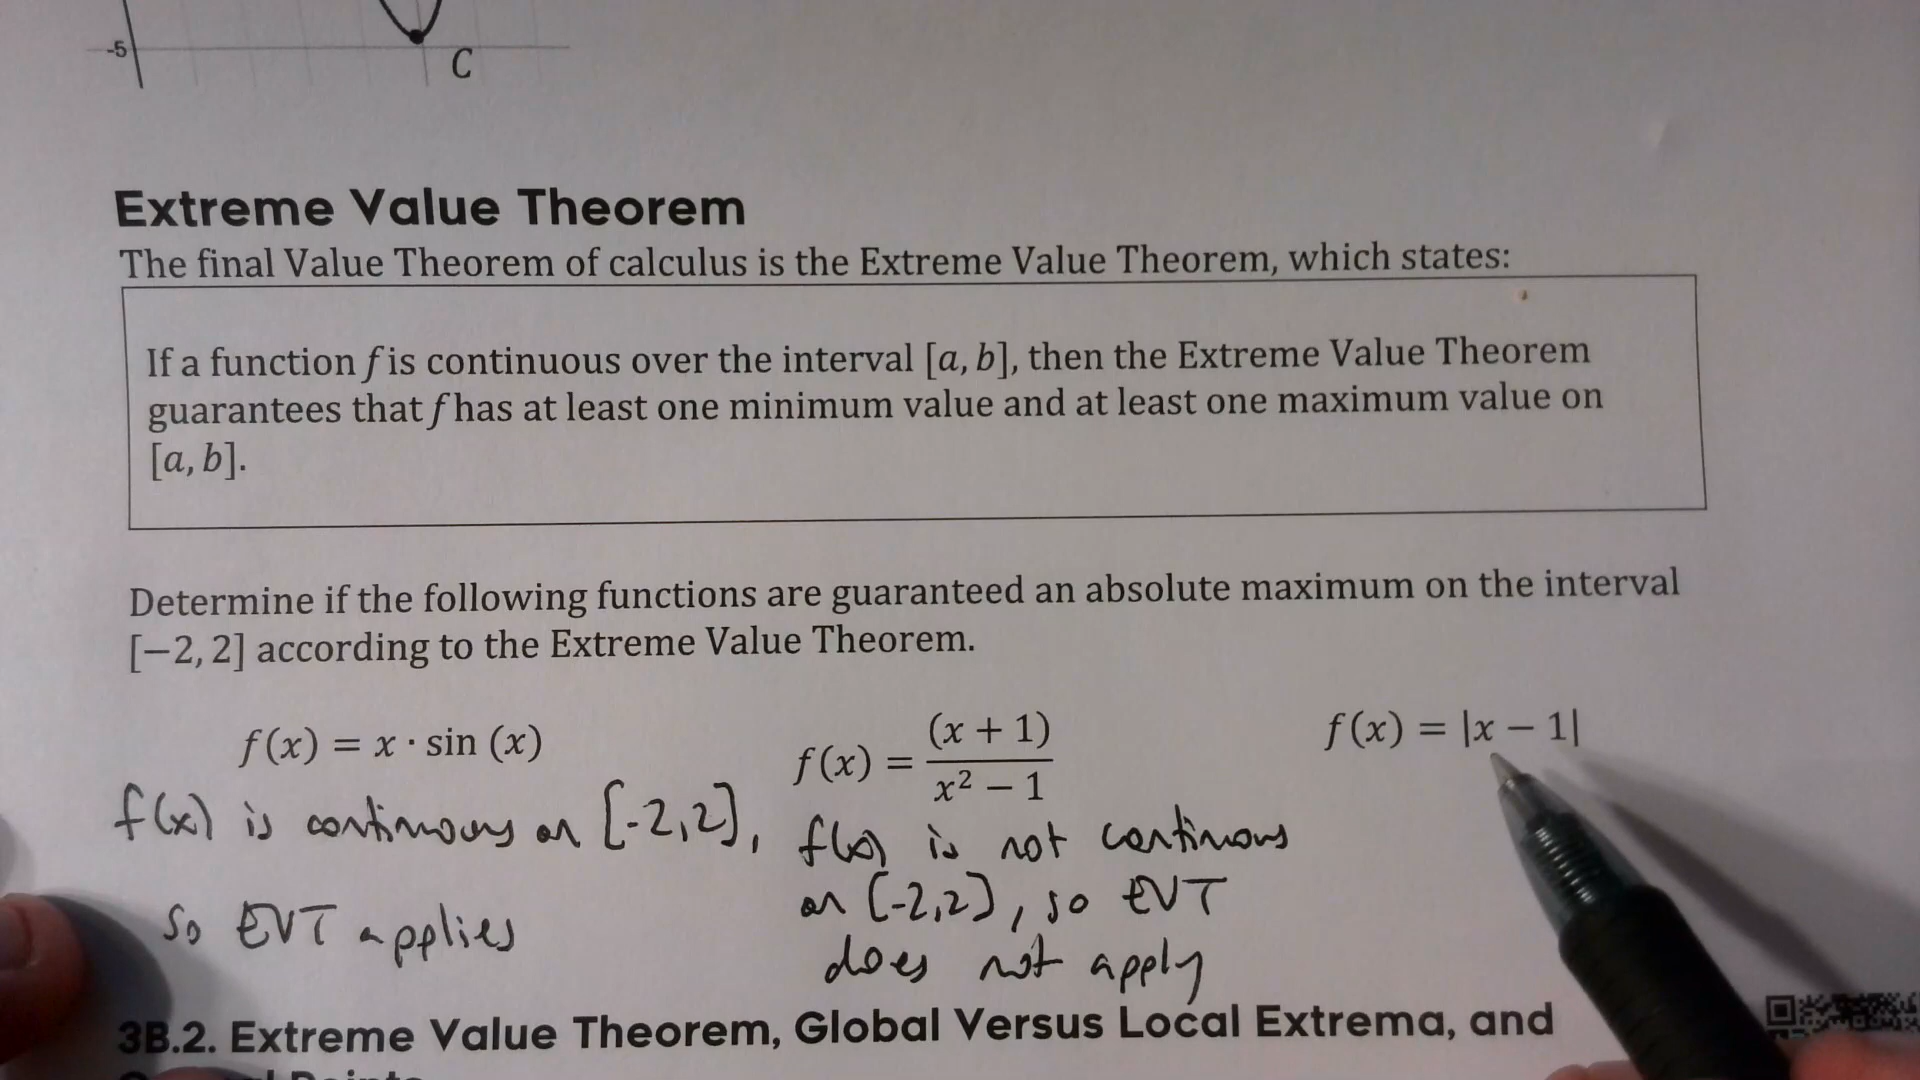 -5
C
Extreme Value Theorem
The final Value Theorem of calculus is the Extreme Value Theorem, which states:
If a function f is continuous over the interval [a, b], then the Extreme Value Theorem
guarantees that f has at least one minimum value and at least one maximum value on
[a, b].
Determine if the following functions are guaranteed an absolute maximum on the interval
[−2, 2] according to the Extreme Value Theorem.
f(x) = x · sin (x)
f(x) is continuous on [-2,2],
so EVT applies
f(x) = (x + 1) / x² − 1
f(x) is not continuous
on [-2,2], so EVT
does not apply
f(x) = |x − 1|
3B.2. Extreme Value Theorem, Global Versus Local Extrema, and